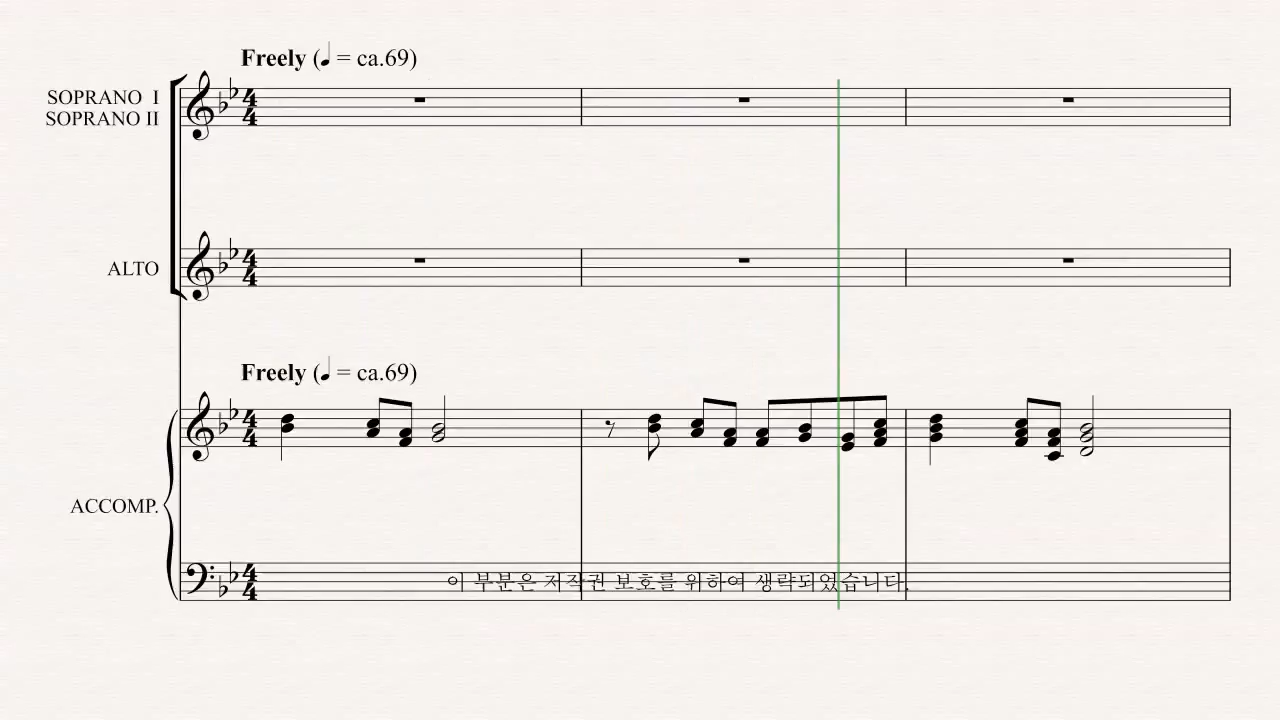 Freely (♩ = ca.69)
SOPRANO I
SOPRANO II
ALTO
Freely (♩ = ca.69)
ACCOMP.
이 부분은 저작권 보호를 위하여 생략되었습니다.